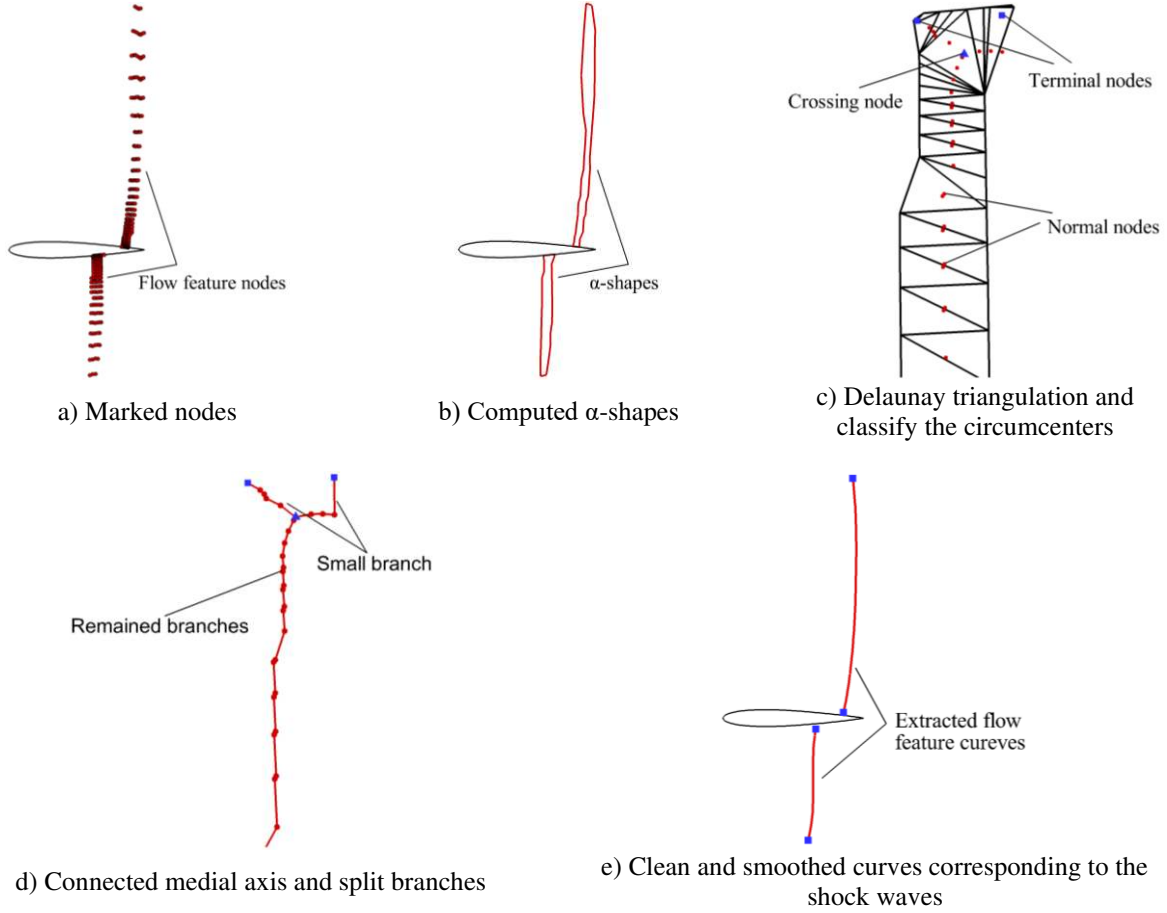 Flow feature nodes
a) Marked nodes
α-shapes
b) Computed α-shapes
Crossing node
Terminal nodes
Normal nodes
c) Delaunay triangulation and
classify the circumcenters
Small branch
Remained branches
d) Connected medial axis and split branches
Extracted flow
feature cureves
e) Clean and smoothed curves corresponding to the
shock waves